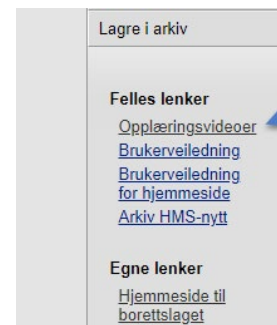 Lagre i arkiv
Felles lenker
Opplæringsvideoer
Brukerveiledning
Brukerveiledning
for hjemmeside
Arkiv HMS-nytt
Egne lenker
Hjemmeside til
borettslaget